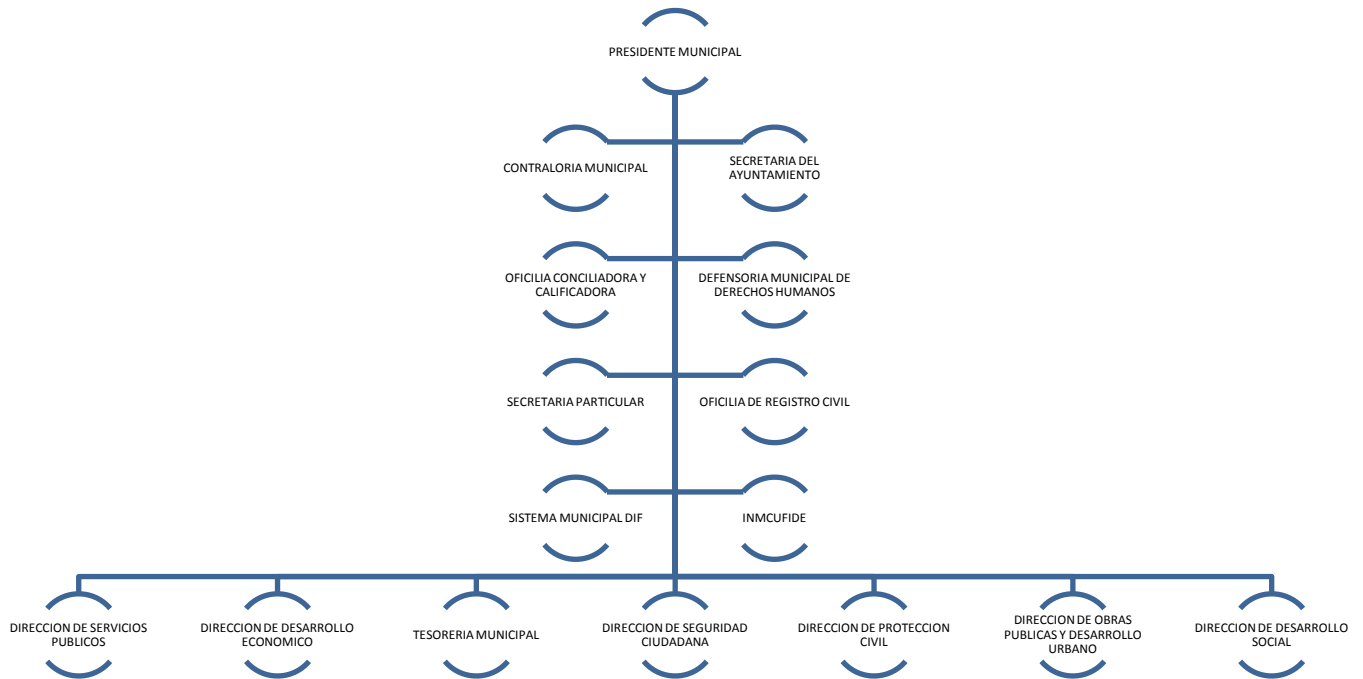 PRESIDENTE MUNICIPAL
CONTRALORIA MUNICIPAL
SECRETARIA DEL
AYUNTAMIENTO
OFICILIA CONCILIADORA Y
CALIFICADORA
DEFENSORIA MUNICIPAL DE
DERECHOS HUMANOS
SECRETARIA PARTICULAR
OFICILIA DE REGISTRO CIVIL
SISTEMA MUNICIPAL DIF
INMCUFIDE
DIRECCION DE SERVICIOS
PUBLICOS
DIRECCION DE DESARROLLO
ECONOMICO
TESORERIA MUNICIPAL
DIRECCION DE SEGURIDAD
CIUDADANA
DIRECCION DE PROTECCION
CIVIL
DIRECCION DE OBRAS
PUBLICAS Y DESARROLLO
URBANO
DIRECCION DE DESARROLLO
SOCIAL